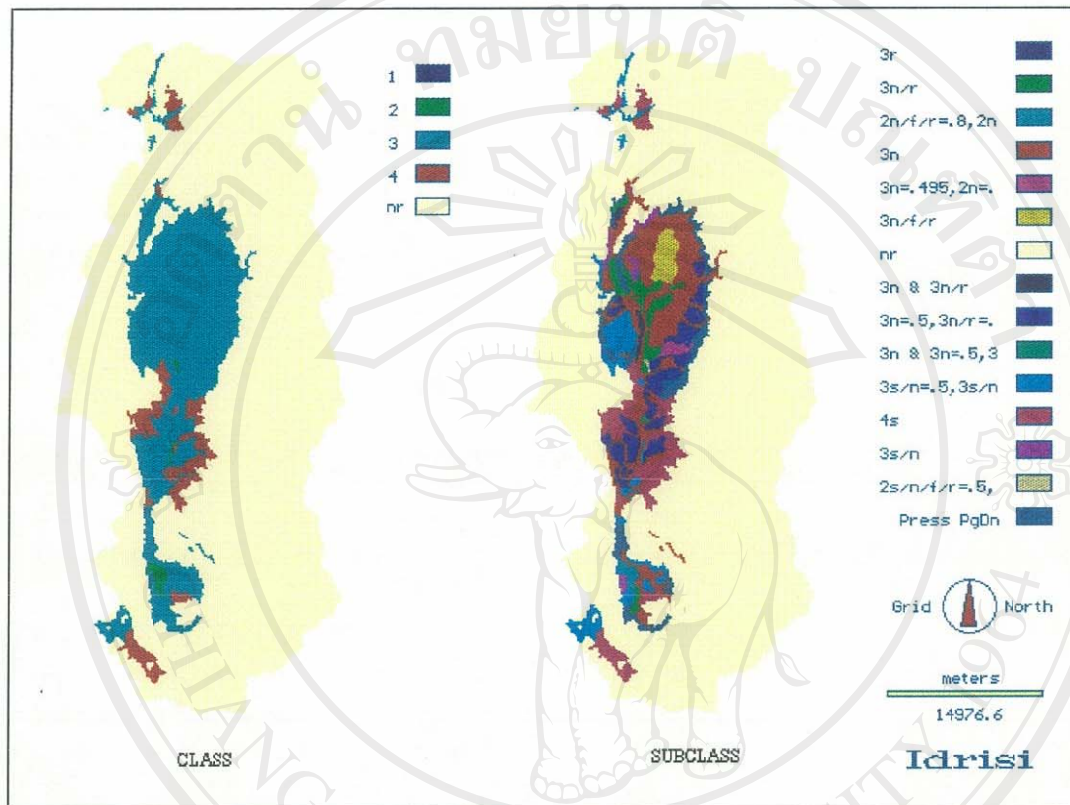 1
2
3
4
nr
CLASS
3r
3n/r
2n/f/r=.8,2n
3n
3n=.495,2n=.
3n/f/r
nr
3n & 3n/r
3n=.5,3n/r=.
3n & 3n=.5,3
3s/n=.5,3s/n
4s
3s/n
2s/n/f/r=.5,
Press PgDn
SUBCLASS
Grid North
meters
14976.6
Idrisi